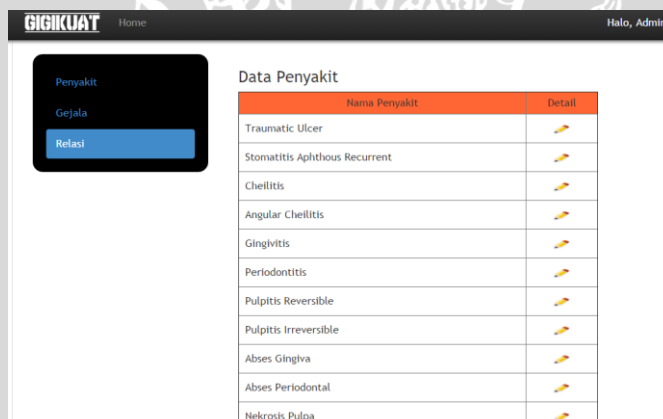 GIGIKUAT Home Halo, Admin
Penyakit
Gejala
Relasi
Data Penyakit
Nama Penyakit Detail
Traumatic Ulcer
Stomatitis Aphthous Recurrent
Cheilitis
Angular Cheilitis
Gingivitis
Periodontitis
Pulpitis Reversible
Pulpitis Irreversible
Abses Gingiva
Abses Periodontal
Nekrosis Pulpa